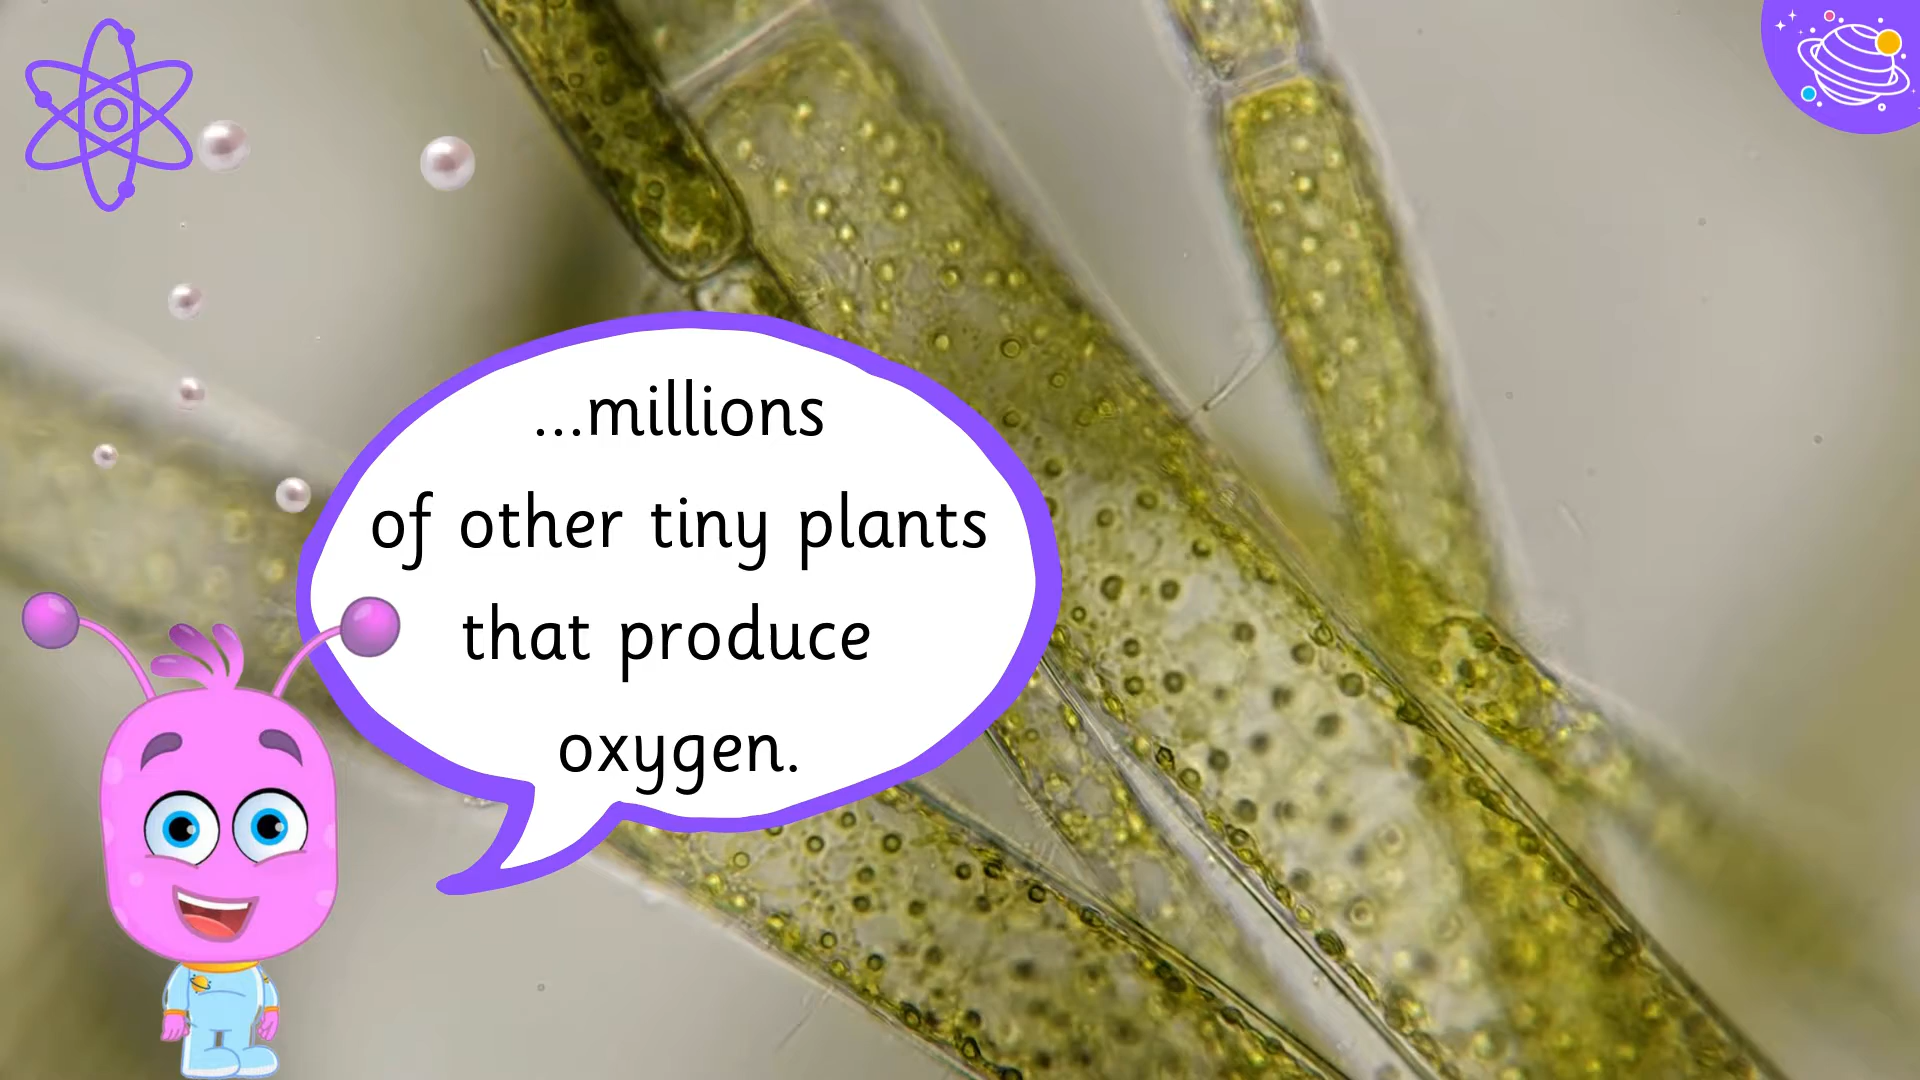 ...millions
of other tiny plants
that produce
oxygen.